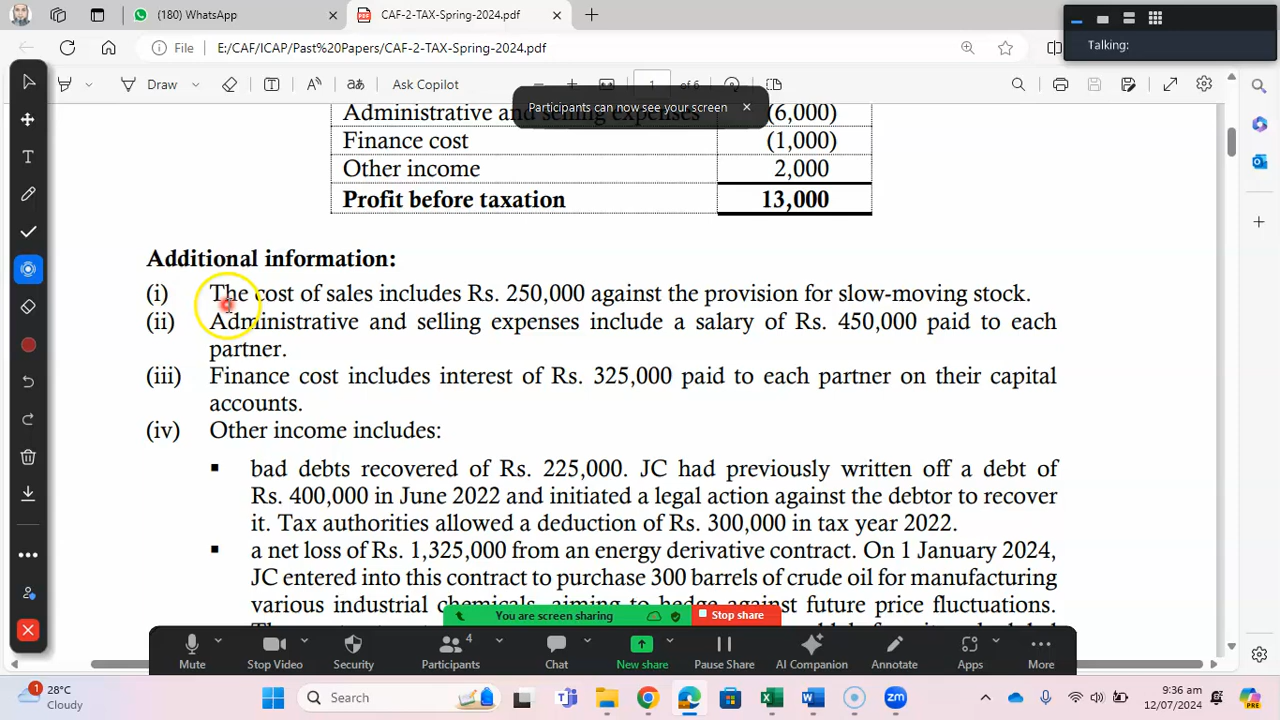 (180) WhatsApp
CAF-2-TAX-Spring-2024.pdf
Talking:
File
E:/CAF/ICAP/Past%20Papers/CAF-2-TAX-Spring-2024.pdf
Draw
Ask Copilot
1
of 6
Participants can now see your screen
Administrative and selling expenses (6,000)
Finance cost (1,000)
Other income 2,000
Profit before taxation 13,000
Additional information:
(i) The cost of sales includes Rs. 250,000 against the provision for slow-moving stock.
(ii) Administrative and selling expenses include a salary of Rs. 450,000 paid to each
partner.
(iii) Finance cost includes interest of Rs. 325,000 paid to each partner on their capital
accounts.
(iv) Other income includes:
▪ bad debts recovered of Rs. 225,000. JC had previously written off a debt of
Rs. 400,000 in June 2022 and initiated a legal action against the debtor to recover
it. Tax authorities allowed a deduction of Rs. 300,000 in tax year 2022.
▪ a net loss of Rs. 1,325,000 from an energy derivative contract. On 1 January 2024,
JC entered into this contract to purchase 300 barrels of crude oil for manufacturing
various industrial chemicals, aiming to hedge against future price fluctuations.
You are screen sharing
Stop share
Mute
Stop Video
Security
4
Participants
Chat
New share
Pause Share
AI Companion
Annotate
Apps
More
1
28°C
Cloudy
Search
PRE
9:36 am
12/07/2024